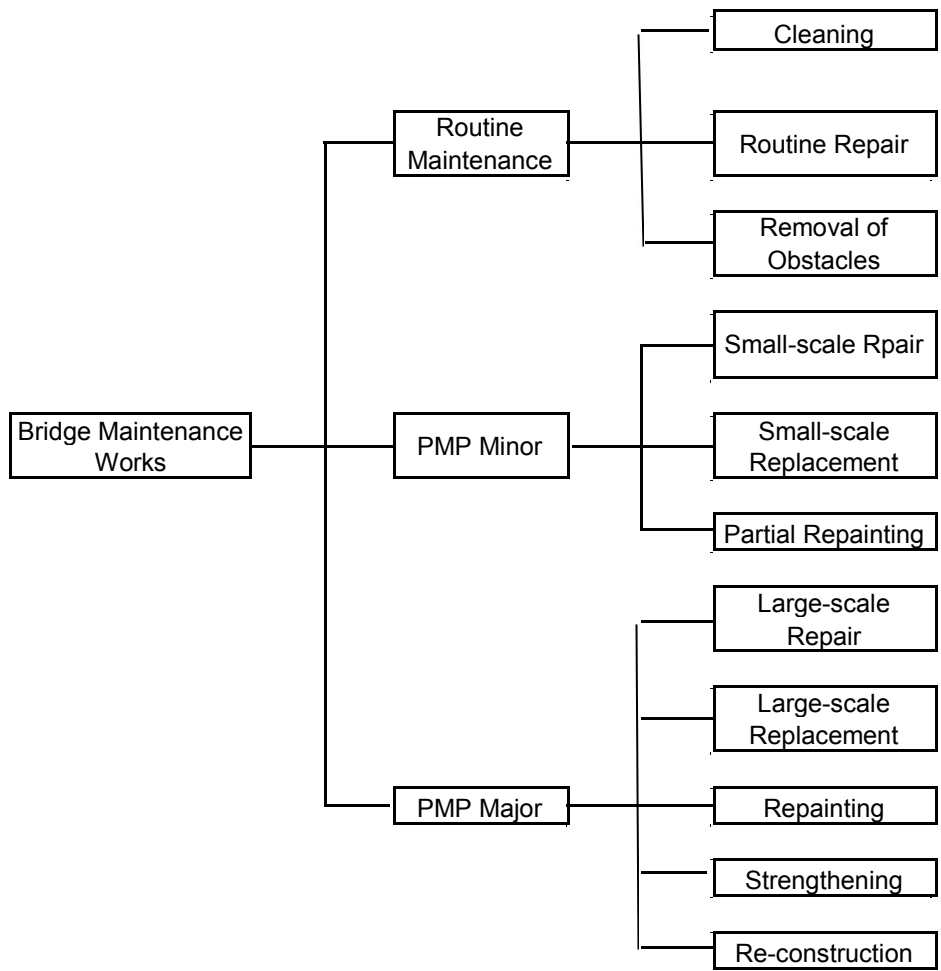 Cleaning
Routine
Maintenance
Routine Repair
Removal of
Obstacles
Small-scale Rpair
Bridge Maintenance
Works
PMP Minor
Small-scale
Replacement
Partial Repainting
Large-scale
Repair
Large-scale
Replacement
PMP Major
Repainting
Strengthening
Re-construction